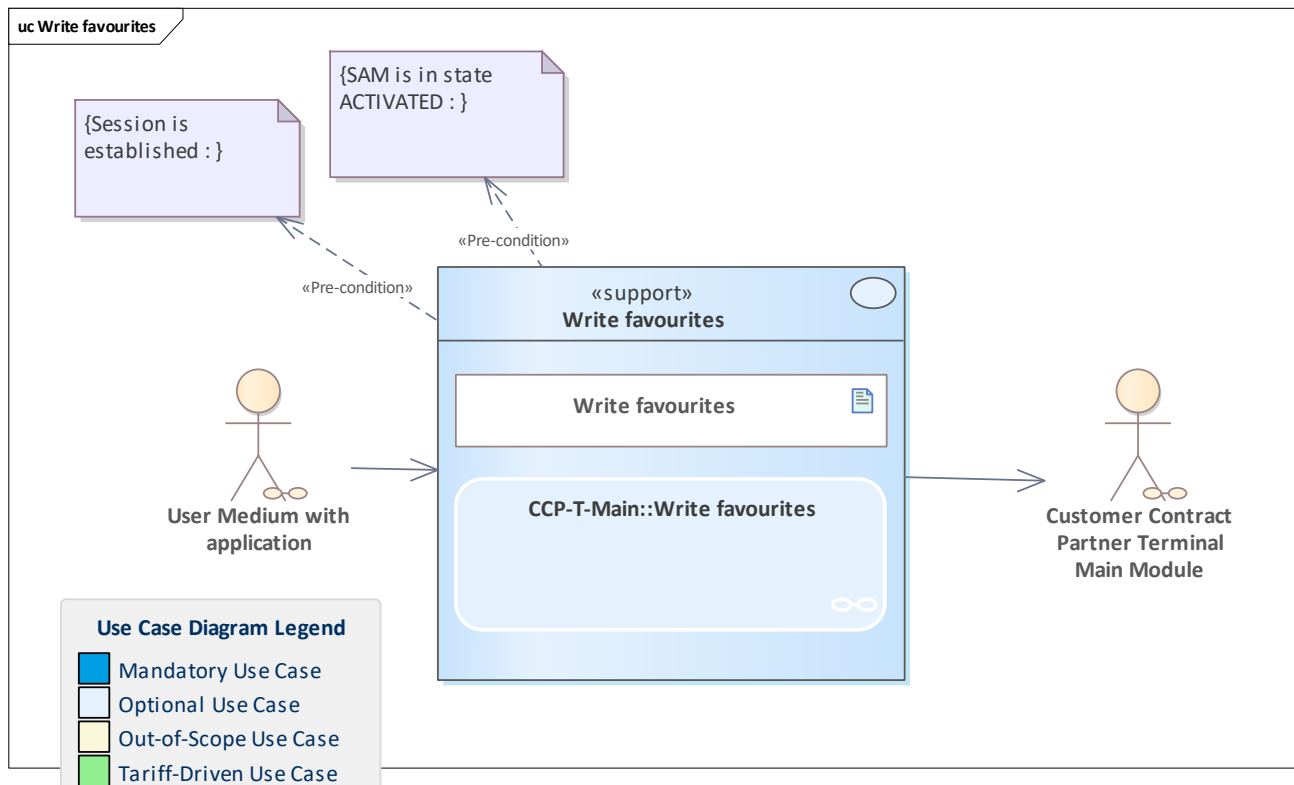 uc Write favourites
{SAM is in state
ACTIVATED : }
{Session is
established : }
«Pre-condition»
«Pre-condition»
«support»
Write favourites
Write favourites
CCP-T-Main::Write favourites
User Medium with
application
Customer Contract
Partner Terminal
Main Module
Use Case Diagram Legend
Mandatory Use Case
Optional Use Case
Out-of-Scope Use Case
Tariff-Driven Use Case